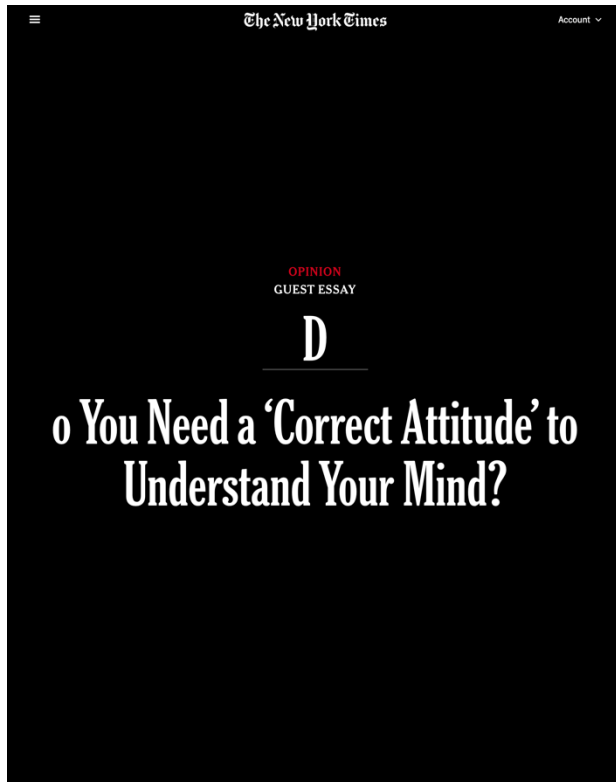 The New York Times
Account
OPINION
GUEST ESSAY
D
o You Need a ‘Correct Attitude’ to
Understand Your Mind?